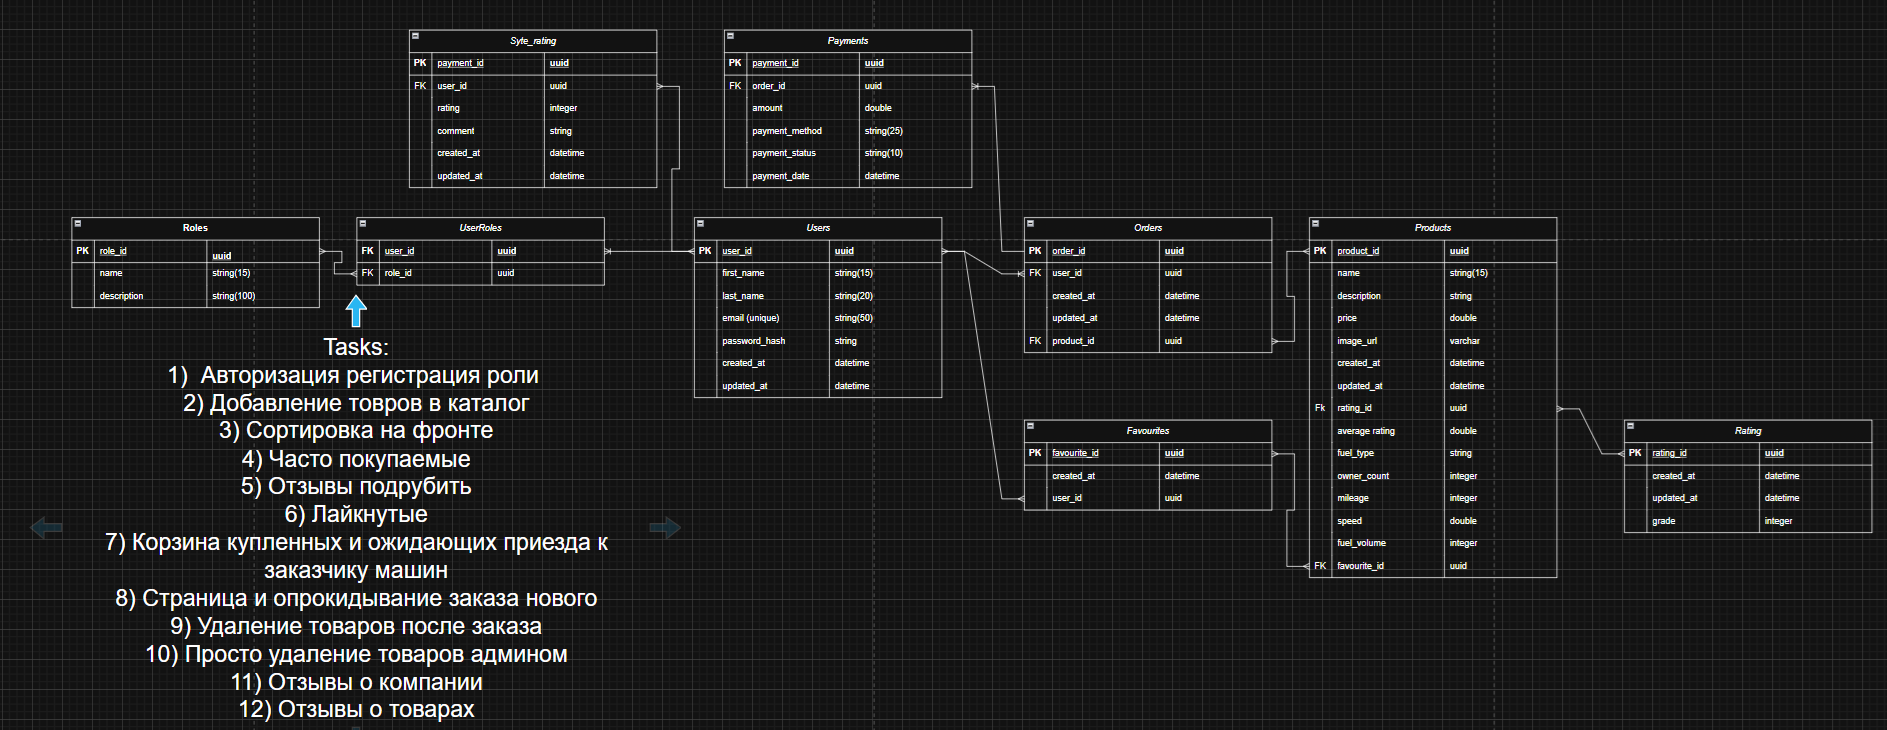 Syte_rating
PK payment_id uuid
FK user_id uuid
rating integer
comment string
created_at datetime
updated_at datetime
Payments
PK payment_id uuid
FK order_id uuid
amount double
payment_method string(25)
payment_status string(10)
payment_date datetime
Roles
PK role_id uuid
name string(15)
description string(100)
UserRoles
FK user_id uuid
FK role_id uuid
Users
PK user_id uuid
first_name string(15)
last_name string(20)
email (unique) string(50)
password_hash string
created_at datetime
updated_at datetime
Orders
PK order_id uuid
FK user_id uuid
created_at datetime
updated_at datetime
FK product_id uuid
Products
PK product_id uuid
name string(15)
description string
price double
image_url varchar
created_at datetime
updated_at datetime
Fk rating_id uuid
average rating double
fuel_type string
owner_count integer
mileage integer
speed double
fuel_volume integer
FK favourite_id uuid
Favourites
PK favourite_id uuid
created_at datetime
user_id uuid
Rating
PK rating_id uuid
created_at datetime
updated_at datetime
grade integer
Tasks:
1) Авторизация регистрация роли
2) Добавление товров в каталог
3) Сортировка на фронте
4) Часто покупаемые
5) Отзывы подрубить
6) Лайкнутые
7) Корзина купленных и ожидающих приезда к
заказчику машин
8) Страница и опрокидывание заказа нового
9) Удаление товаров после заказа
10) Просто удаление товаров админом
11) Отзывы о компании
12) Отзывы о товарах